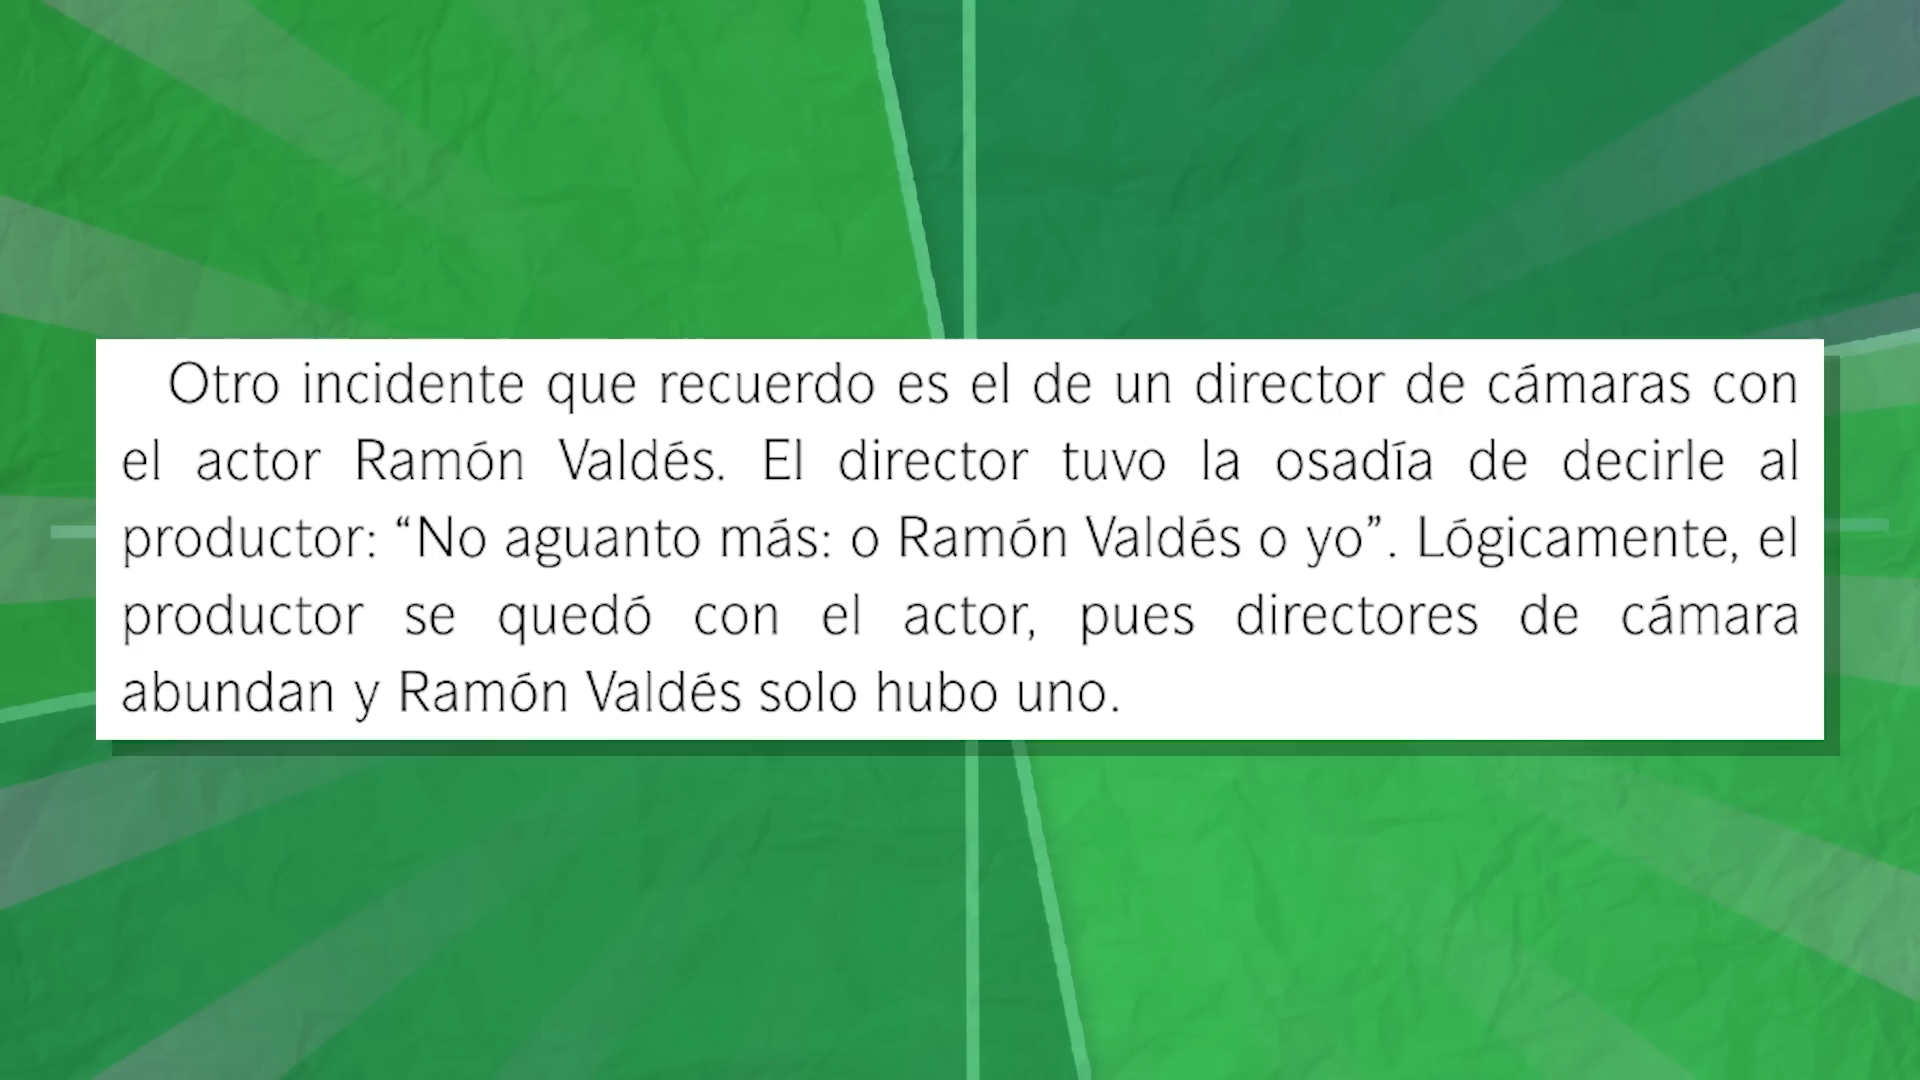 Otro incidente que recuerdo es el de un director de cámaras con
el actor Ramón Valdés. El director tuvo la osadía de decirle al
productor: “No aguanto más: o Ramón Valdés o yo”. Lógicamente, el
productor se quedó con el actor, pues directores de cámara
abundan y Ramón Valdés solo hubo uno.